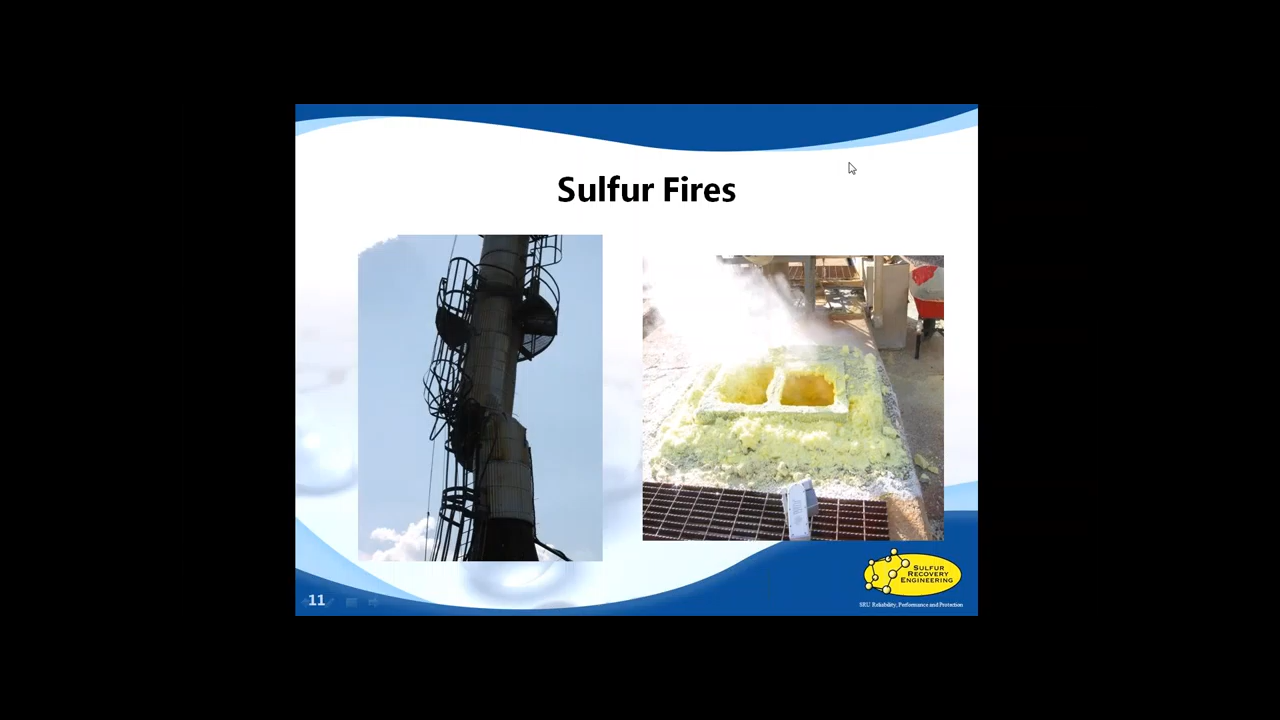 Sulfur Fires
SULFUR
RECOVERY
ENGINEERING
SRU Reliability, Performance and Protection
11